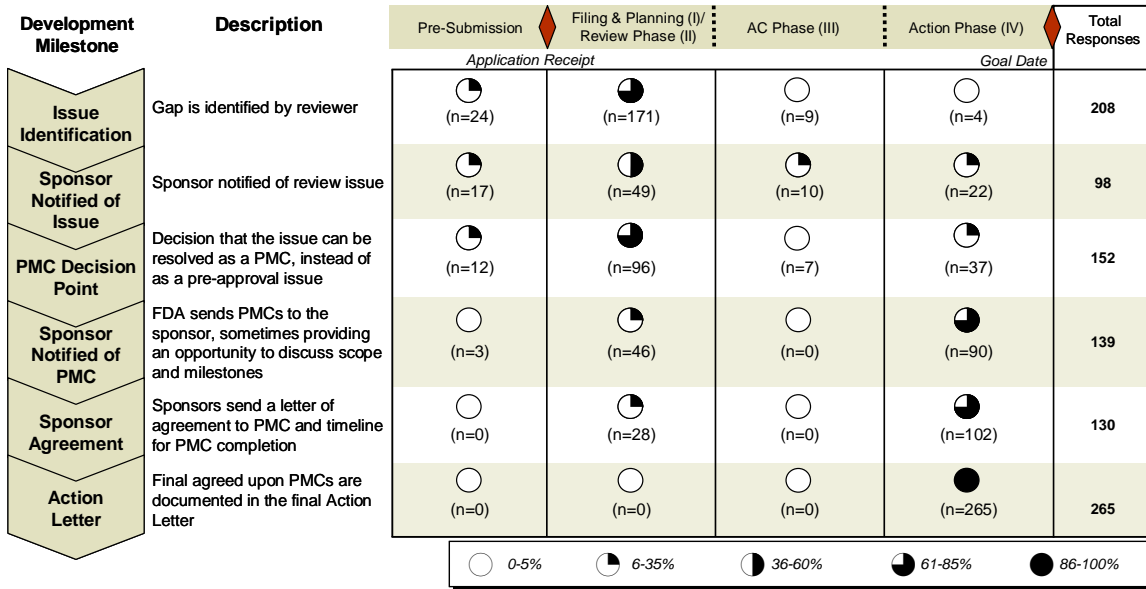 Development
Milestone
Description
Pre-Submission
Filing & Planning (I)/
Review Phase (II)
AC Phase (III)
Action Phase (IV)
Total
Responses
Application Receipt
Goal Date
Issue
Identification
Gap is identified by reviewer
(n=24)
(n=171)
(n=9)
(n=4)
208
Sponsor
Notified of
Issue
Sponsor notified of review issue
(n=17)
(n=49)
(n=10)
(n=22)
98
PMC Decision
Point
Decision that the issue can be
resolved as a PMC, instead of
as a pre-approval issue
(n=12)
(n=96)
(n=7)
(n=37)
152
Sponsor
Notified of
PMC
FDA sends PMCs to the
sponsor, sometimes providing
an opportunity to discuss scope
and milestones
(n=3)
(n=46)
(n=0)
(n=90)
139
Sponsor
Agreement
Sponsors send a letter of
agreement to PMC and timeline
for PMC completion
(n=0)
(n=28)
(n=0)
(n=102)
130
Action
Letter
Final agreed upon PMCs are
documented in the final Action
Letter
(n=0)
(n=0)
(n=0)
(n=265)
265
0-5%
6-35%
36-60%
61-85%
86-100%